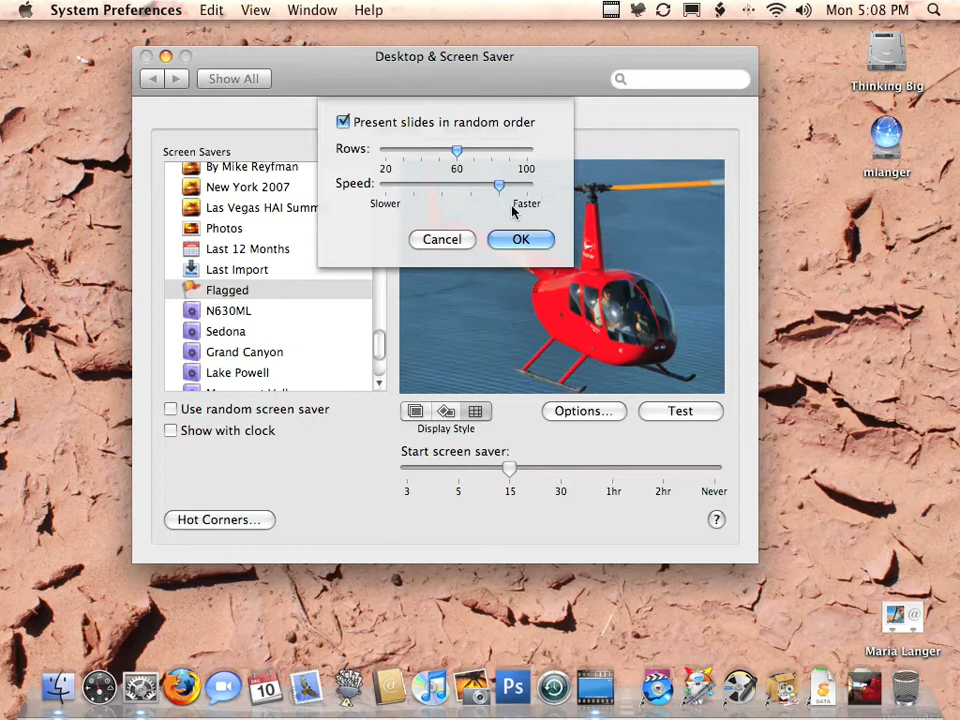 System Preferences Edit View Window Help Mon 5:08 PM
Desktop & Screen Saver
Show All
Thinking Big
mlanger
Present slides in random order
Rows:
20 60 100
Speed:
Slower Faster
Cancel OK
Screen Savers
By Mike Reyfman
New York 2007
Las Vegas HAI Summ
Photos
Last 12 Months
Last Import
Flagged
N630ML
Sedona
Grand Canyon
Lake Powell
Use random screen saver
Show with clock
Display Style
Options... Test
Start screen saver:
3 5 15 30 1hr 2hr Never
Hot Corners... ?
Maria Langer
DEC
10
@
Ps
S
DATA